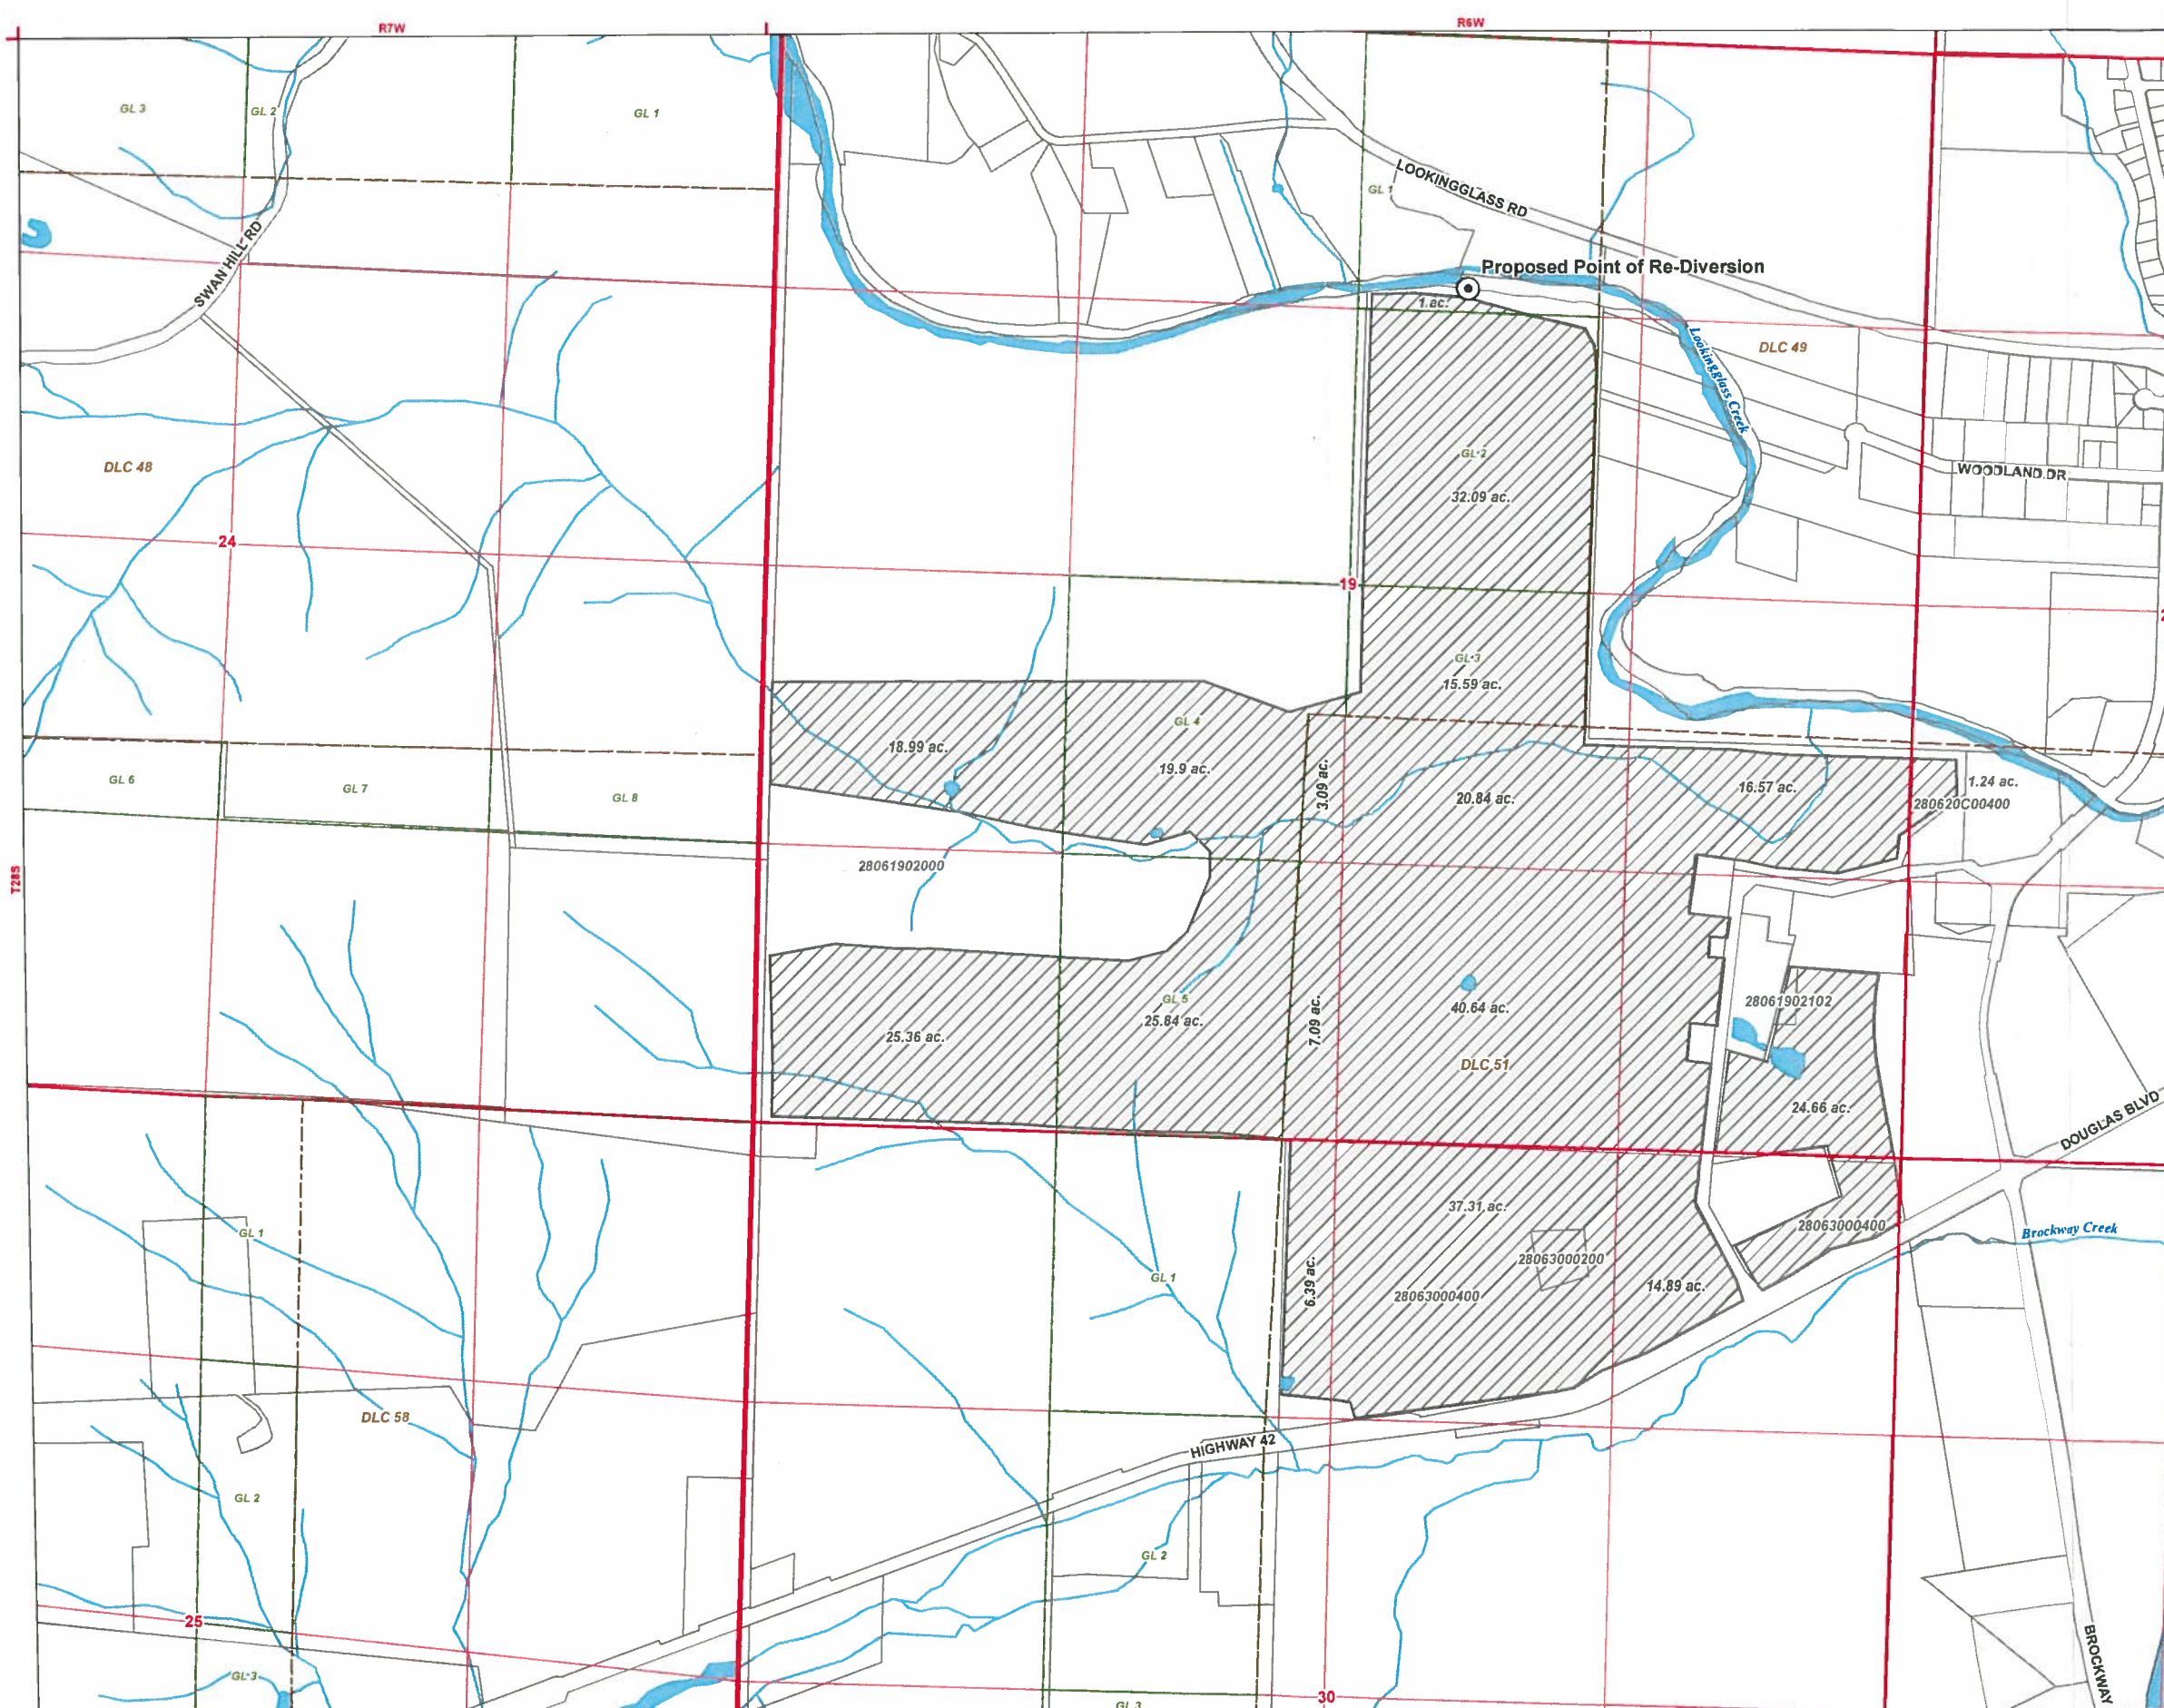 R7W
R6W
GL 3
GL 2
GL 1
LOOKINGGLASS RD
GL 1
SWAN HILL RD
Proposed Point of Re-Diversion
1 ac.
Lookingglass Creek
DLC 49
GL 2
DLC 48
WOODLAND DR
32.09 ac.
24
19
GL 3
15.59 ac.
GL 4
18.99 ac.
19.9 ac.
3.09 ac.
20.84 ac.
16.57 ac.
1.24 ac.
280620C00400
GL 6
GL 7
GL 8
T28S
28061902000
GL 5
25.84 ac.
25.36 ac.
7.09 ac.
40.64 ac.
28061902102
DLC 51
24.66 ac.
DOUGLAS BLVD
37.31 ac.
28063000400
Brockway Creek
GL 1
GL 1
6.39 ac.
28063000200
28063000400
14.89 ac.
DLC 58
HIGHWAY 42
GL 2
GL 2
25
BROCKWAY
GL 3
30
GL 3